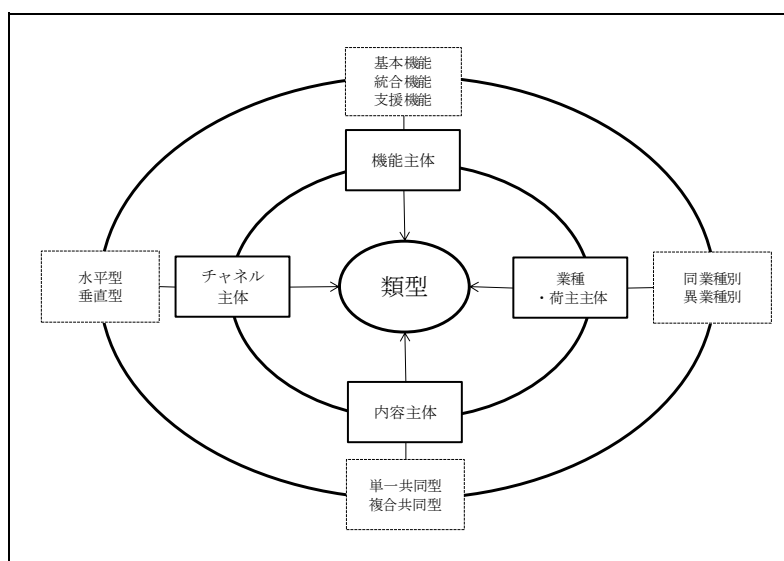 基本機能
統合機能
支援機能
機能主体
水平型
垂直型
チャネル
主体
類型
業種
・荷主主体
同業種別
異業種別
内容主体
単一共同型
複合共同型